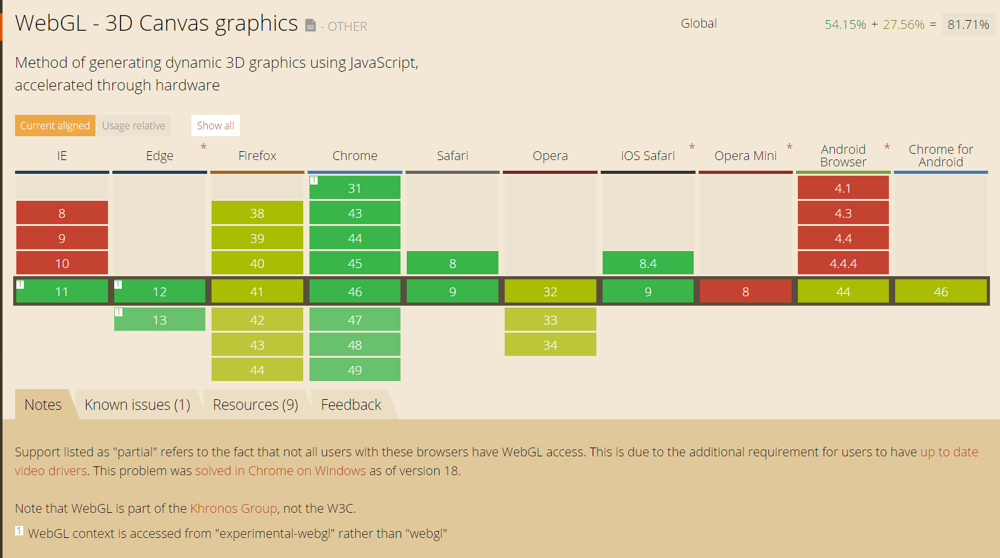 WebGL - 3D Canvas graphics - OTHER
Global 54.15% + 27.56% = 81.71%
Method of generating dynamic 3D graphics using JavaScript,
accelerated through hardware
Current aligned Usage relative Show all
IE Edge * Firefox Chrome Safari Opera iOS Safari * Opera Mini * Android Browser * Chrome for Android
1 31 4.1
8 38 43 4.3
9 39 44 4.4
10 40 45 8 8.4 4.4.4
1 11 1 12 41 46 9 32 9 8 44 46
1 13 42 47 33
43 48 34
44 49
Notes Known issues (1) Resources (9) Feedback
Support listed as "partial" refers to the fact that not all users with these browsers have WebGL access. This is due to the additional requirement for users to have up to date
video drivers. This problem was solved in Chrome on Windows as of version 18.
Note that WebGL is part of the Khronos Group, not the W3C.
1 WebGL context is accessed from "experimental-webgl" rather than "webgl"